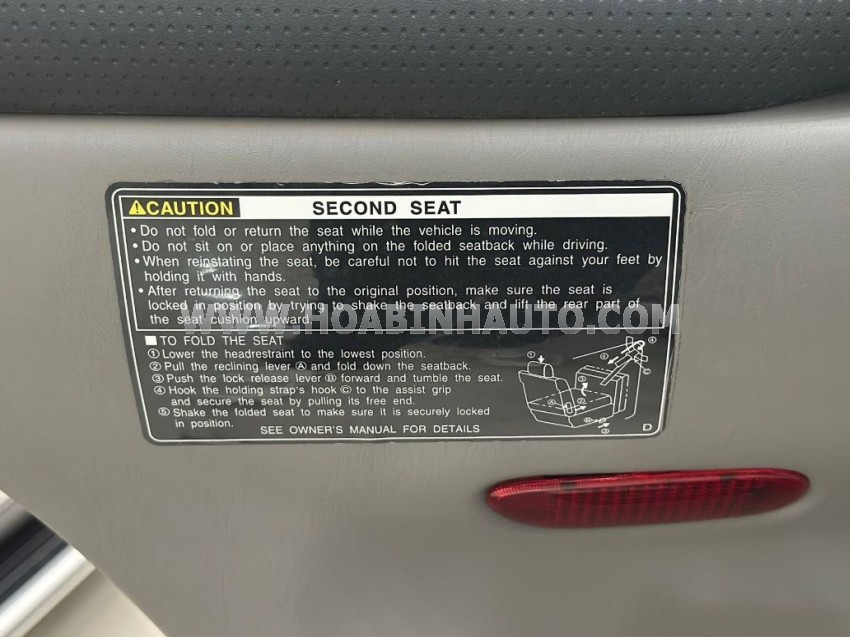 ⚠CAUTION SECOND SEAT
• Do not fold or return the seat while the vehicle is moving.
• Do not sit on or place anything on the folded seatback while driving.
• When reinstating the seat, be careful not to hit the seat against your feet by
holding it with hands.
• After returning the seat to the original position, make sure the seat is
locked in position by trying to shake the seatback and lift the rear part of
the seat cushion upward.
WWW.HOABINHAUTO.COM
■ TO FOLD THE SEAT
① Lower the headrestraint to the lowest position.
② Pull the reclining lever Ⓐ and fold down the seatback.
③ Push the lock release lever Ⓑ forward and tumble the seat.
④ Hook the holding strap's hook Ⓒ to the assist grip
and secure the seat by pulling its free end.
⑤ Shake the folded seat to make sure it is securely locked
in position.
SEE OWNER'S MANUAL FOR DETAILS
D